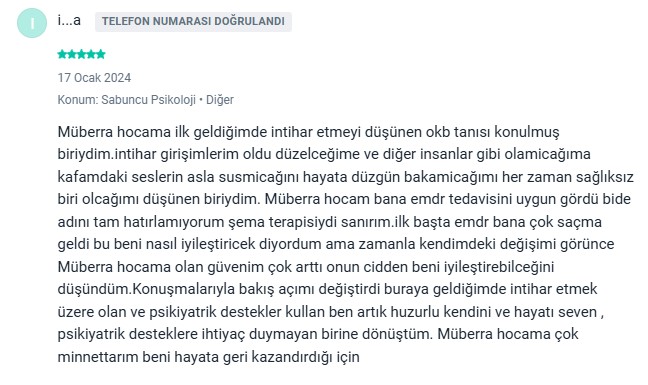 I
i...a TELEFON NUMARASI DOĞRULANDI
17 Ocak 2024
Konum: Sabuncu Psikoloji • Diğer
Müberra hocama ilk geldiğimde intihar etmeyi düşünen okb tanısı konulmuş
biriydim.intihar girişimlerim oldu düzelceğime ve diğer insanlar gibi olamicağıma
kafamdaki seslerin asla susmicağını hayata düzgün bakamicağımı her zaman sağlıksız
biri olcağımı düşünen biriydim. Müberra hocam bana emdr tedavisini uygun gördü bide
adını tam hatırlamıyorum şema terapisiydi sanırım.ilk başta emdr bana çok saçma
geldi bu beni nasıl iyileştiricek diyordum ama zamanla kendimdeki değişimi görünce
Müberra hocama olan güvenim çok arttı onun cidden beni iyileştirebilceğini
düşündüm.Konuşmalarıyla bakış açımı değiştirdi buraya geldiğimde intihar etmek
üzere olan ve psikiyatrik destekler kullan ben artık huzurlu kendini ve hayatı seven ,
psikiyatrik desteklere ihtiyaç duymayan birine dönüştüm. Müberra hocama çok
minnettarım beni hayata geri kazandırdığı için